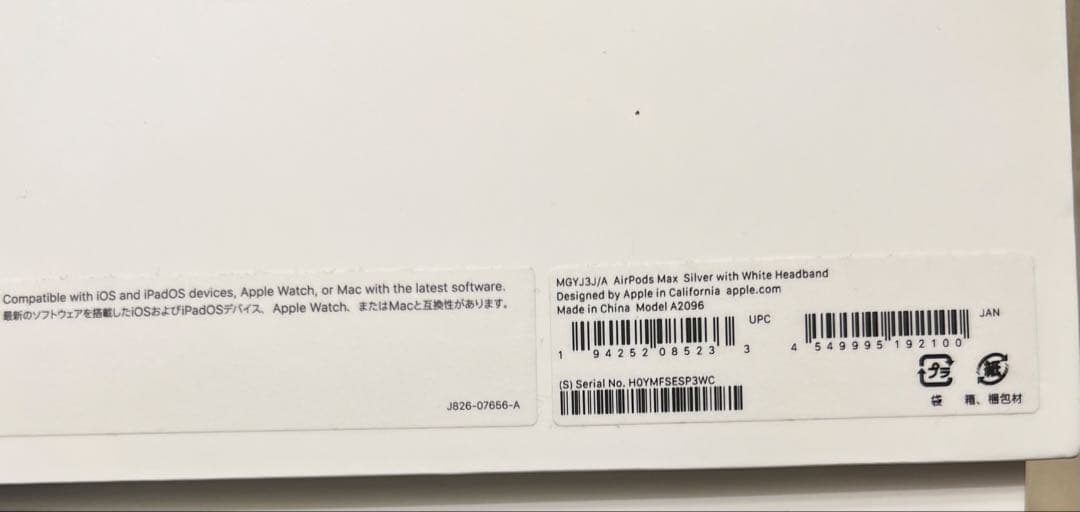 Compatible with iOS and iPadOS devices, Apple Watch, or Mac with the latest software.
最新のソフトウェアを搭載したiOSおよびiPadOSデバイス、Apple Watch、またはMacと互換性があります。
J826-07656-A
MGYJ3J/A AirPods Max Silver with White Headband
Designed by Apple in California apple.com
Made in China Model A2096
UPC
1 94252 08523 3
JAN
4 549995 192100
(S) Serial No. H0YMFSESP3WC
プラ
紙
袋
箱、梱包材